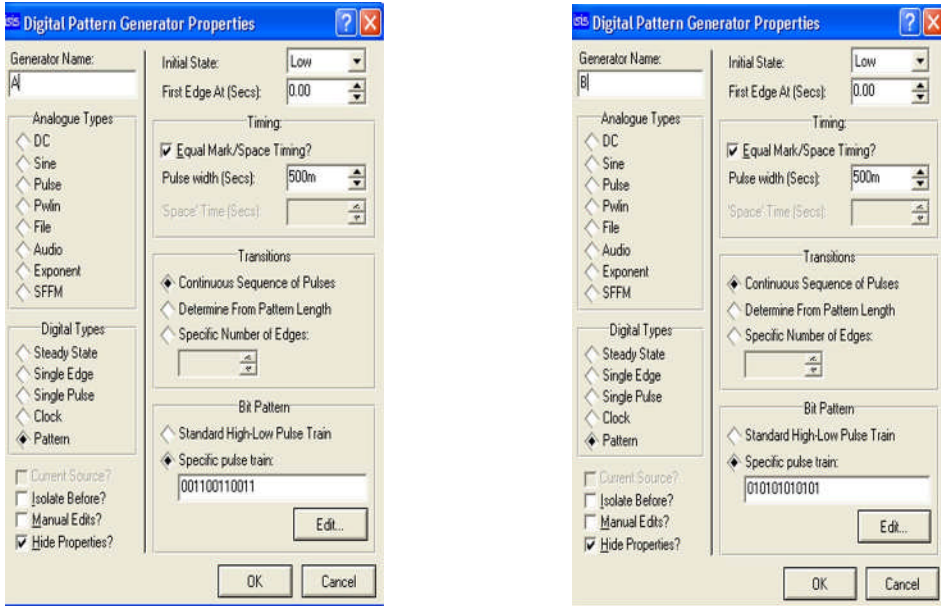 isis Digital Pattern Generator Properties
Generator Name:
A
Analogue Types
DC
Sine
Pulse
Pwlin
File
Audio
Exponent
SFFM
Digital Types
Steady State
Single Edge
Single Pulse
Clock
Pattern
Current Source?
Isolate Before?
Manual Edits?
Hide Properties?
Initial State: Low
First Edge At (Secs): 0.00
Timing:
Equal Mark/Space Timing?
Pulse width (Secs): 500m
'Space' Time (Secs):
Transitions
Continuous Sequence of Pulses
Determine From Pattern Length
Specific Number of Edges:
Bit Pattern
Standard High-Low Pulse Train
Specific pulse train:
001100110011
Edit...
OK Cancel
isis Digital Pattern Generator Properties
Generator Name:
B
Analogue Types
DC
Sine
Pulse
Pwlin
File
Audio
Exponent
SFFM
Digital Types
Steady State
Single Edge
Single Pulse
Clock
Pattern
Current Source?
Isolate Before?
Manual Edits?
Hide Properties?
Initial State: Low
First Edge At (Secs): 0.00
Timing:
Equal Mark/Space Timing?
Pulse width (Secs): 500m
'Space' Time (Secs):
Transitions
Continuous Sequence of Pulses
Determine From Pattern Length
Specific Number of Edges:
Bit Pattern
Standard High-Low Pulse Train
Specific pulse train:
010101010101
Edit...
OK Cancel